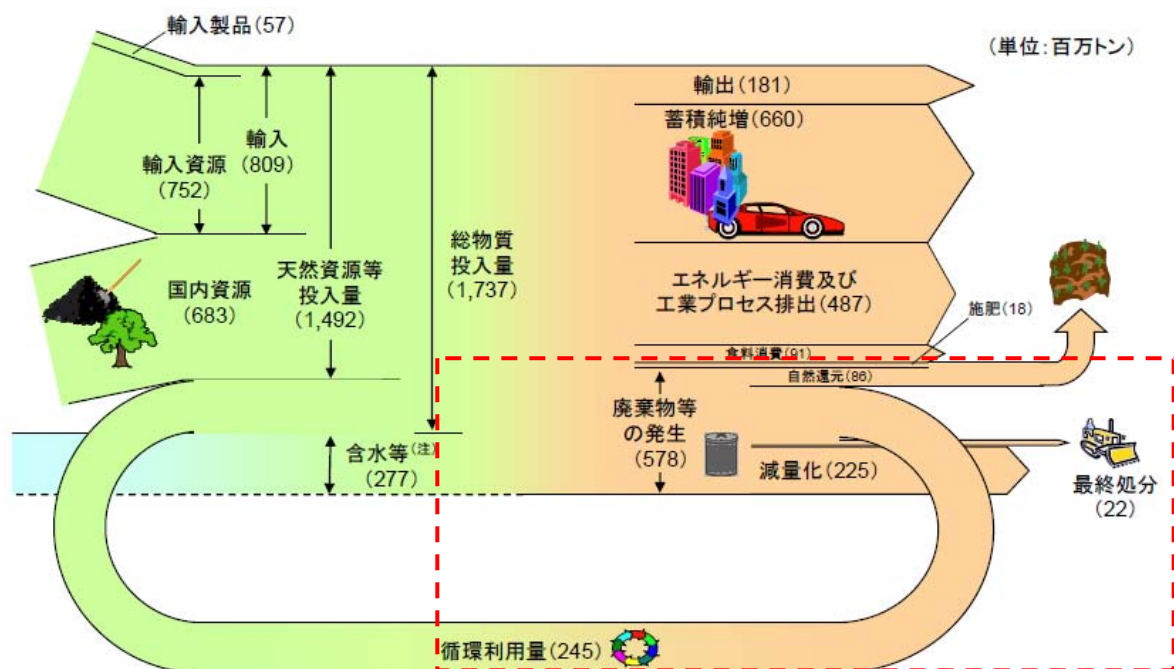 輸入製品(57)
(単位:百万トン)
輸出(181)
蓄積純増(660)
輸入
(809)
輸入資源
(752)
総物質
投入量
(1,737)
天然資源等
投入量
(1,492)
国内資源
(683)
エネルギー消費及び
工業プロセス排出(487)
施肥(18)
食料消費(91)
自然還元(86)
廃棄物等
の発生
(578)
含水等(注)
(277)
減量化(225)
最終処分
(22)
循環利用量(245)